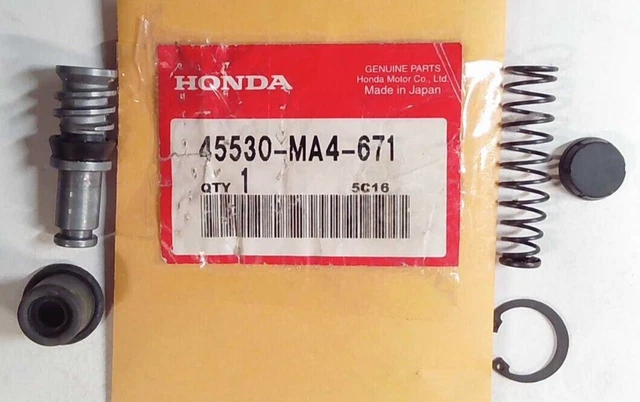 HONDA
GENUINE PARTS
Honda Motor Co., Ltd.
Made in Japan
45530-MA4-671
QTY 1 5C16